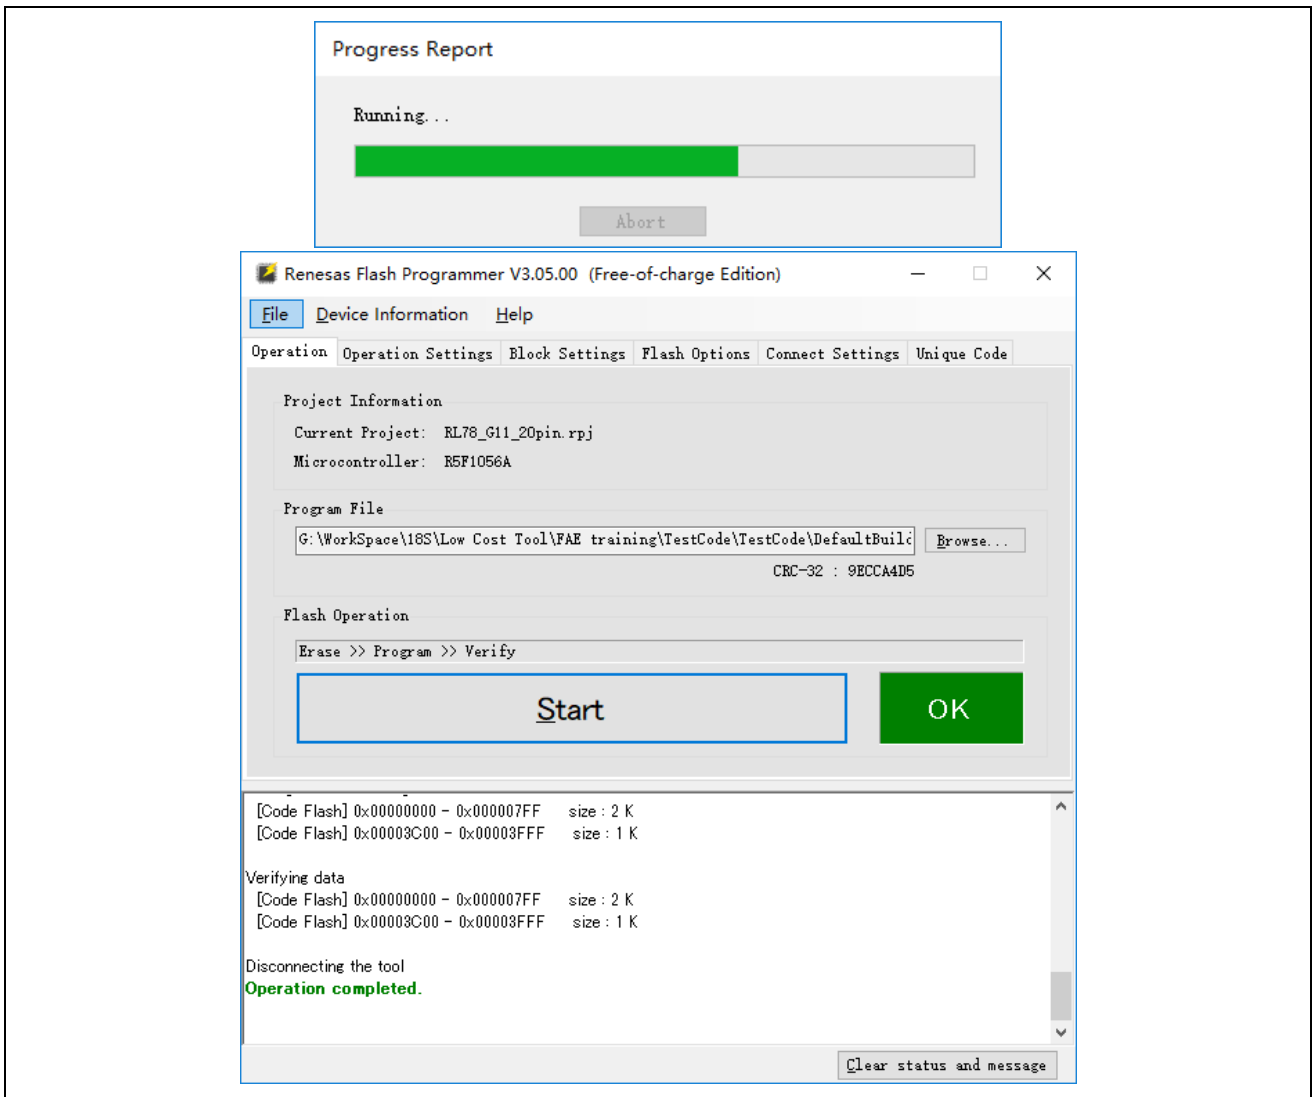 Progress Report
Running...
Abort
Renesas Flash Programmer V3.05.00 (Free-of-charge Edition)
File Device Information Help
Operation Operation Settings Block Settings Flash Options Connect Settings Unique Code
Project Information
Current Project: RL78_G11_20pin.rpj
Microcontroller: R5F1056A
Program File
G:\WorkSpace\18S\Low Cost Tool\FAE training\TestCode\TestCode\DefaultBuild Browse...
CRC-32 : 9ECCA4D5
Flash Operation
Erase >> Program >> Verify
Start OK
[Code Flash] 0x00000000 - 0x000007FF size : 2 K
[Code Flash] 0x00003C00 - 0x00003FFF size : 1 K
Verifying data
[Code Flash] 0x00000000 - 0x000007FF size : 2 K
[Code Flash] 0x00003C00 - 0x00003FFF size : 1 K
Disconnecting the tool
Operation completed.
Clear status and message